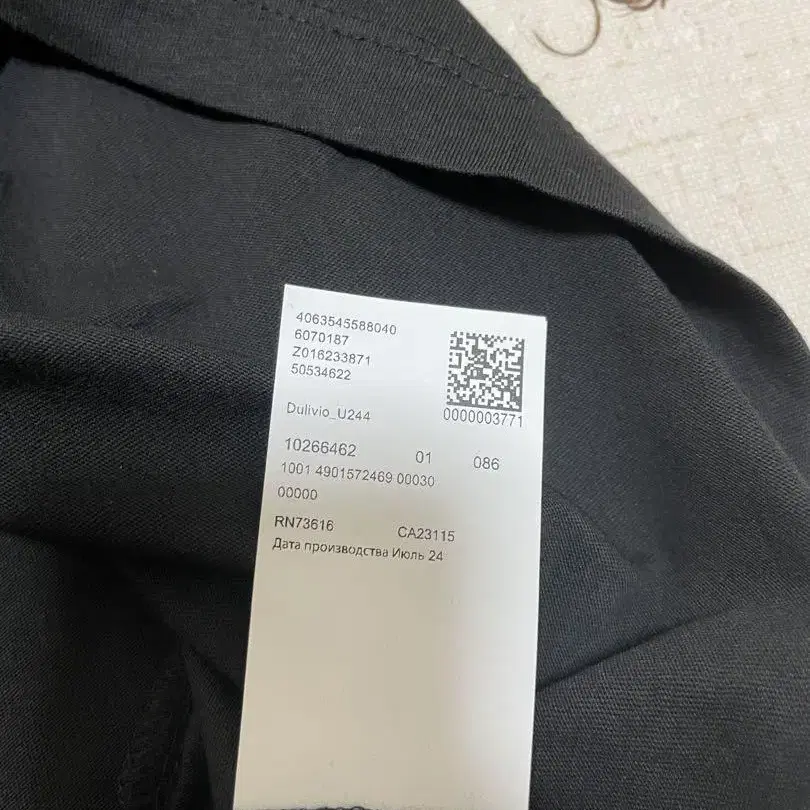 4063545588040
6070187
Z016233871
50534622
0000003771
Dulivio_U244
10266462 01 086
1001 4901572469 00030
00000
RN73616 CA23115
Дата производства Июль 24